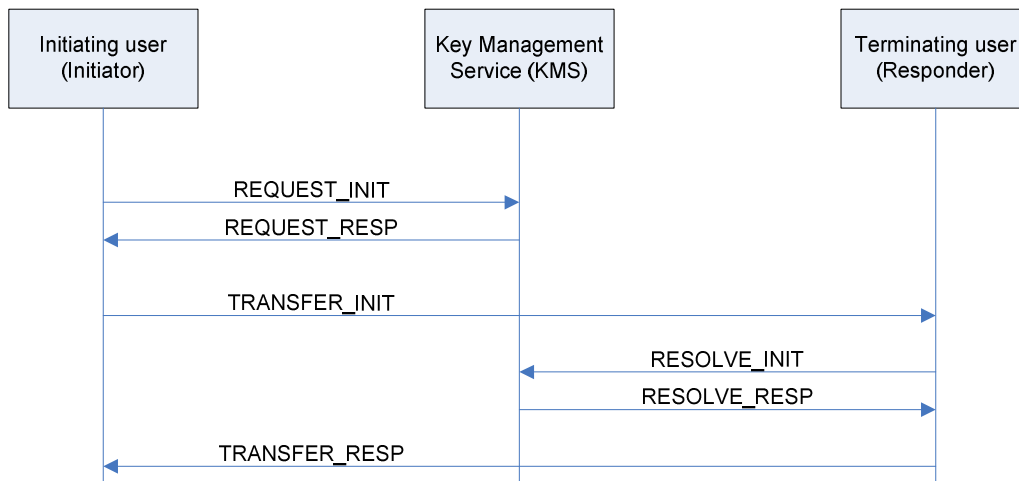 Initiating user
(Initiator)
Key Management
Service (KMS)
Terminating user
(Responder)
REQUEST_INIT
REQUEST_RESP
TRANSFER_INIT
RESOLVE_INIT
RESOLVE_RESP
TRANSFER_RESP